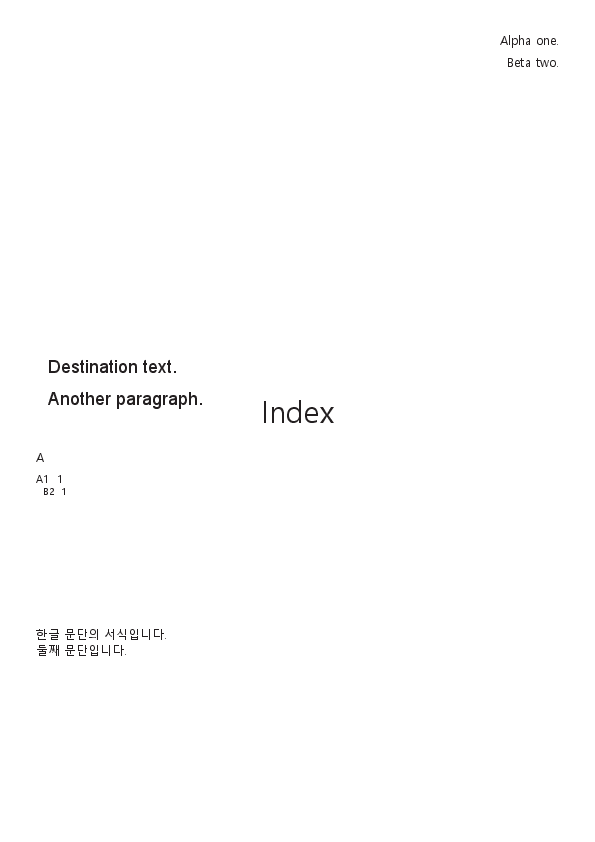 Alpha one.
Beta two.
Destination text.
Another paragraph.
Index
A
A1 1
B2 1
한글 문단의 서식입니다.
둘째 문단입니다.